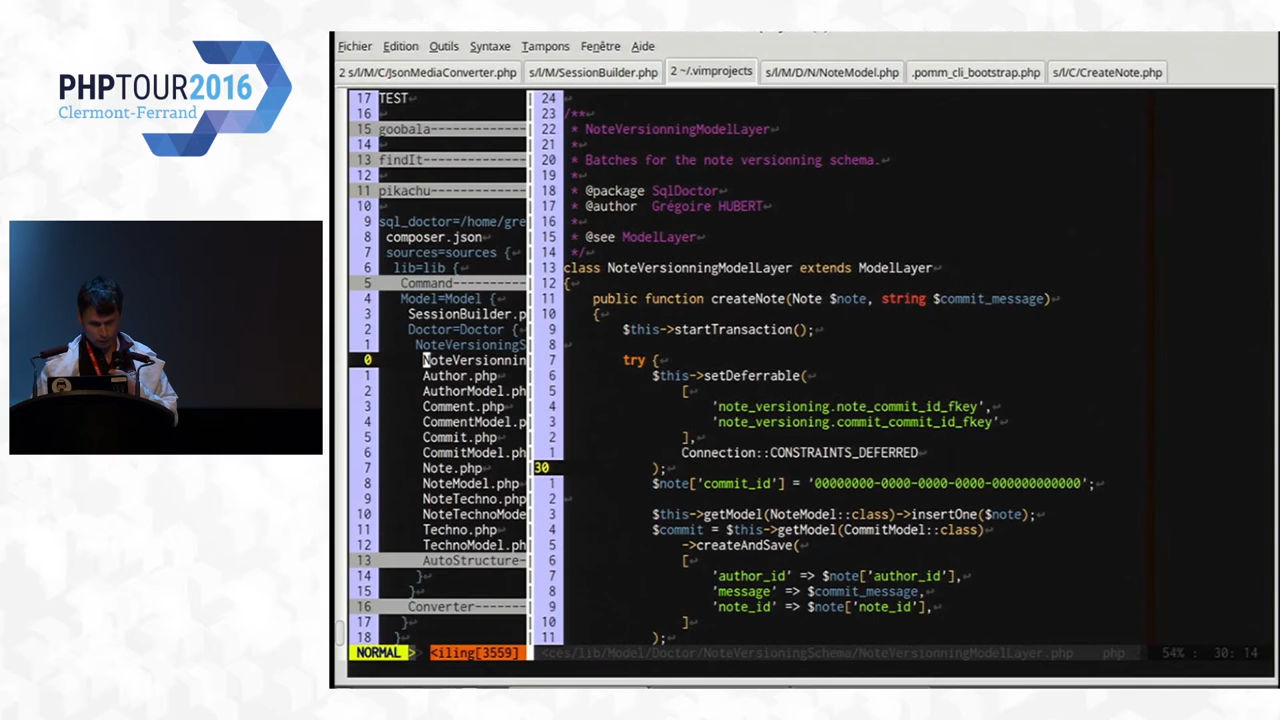 PHPTOUR2016
Clermont-Ferrand
Fichier Edition Outils Syntaxe Tampons Fenêtre Aide
2 s/l/M/C/JsonMediaConverter.php s/l/M/SessionBuilder.php 2 ~/.vimprojects s/l/M/D/N/NoteModel.php .pomm_cli_bootstrap.php s/l/C/CreateNote.php
17 TEST
16
15 goobala------------
14
13 findIt-------------
12
11 pikachu------------
10
9 sql_doctor=/home/gre
8 composer.json
7 sources=sources {
6 lib=lib {
5 Command----------
4 Model=Model {
3 SessionBuilder.p
2 Doctor=Doctor {
1 NoteVersioningS
0 NoteVersionnin
1 Author.php
2 AuthorModel.ph
3 Comment.php
4 CommentModel.p
5 Commit.php
6 CommitModel.ph
7 Note.php
8 NoteModel.php
9 NoteTechno.php
10 NoteTechnoMode
11 Techno.php
12 TechnoModel.ph
13 AutoStructure-
14 }
15 }
16 Converter-------
17 }
18 }
24
23 /**
22 * NoteVersionningModelLayer
21 *
20 * Batches for the note versionning schema.
19 *
18 * @package SqlDoctor
17 * @author Grégoire HUBERT
16 *
15 * @see ModelLayer
14 */
13 class NoteVersionningModelLayer extends ModelLayer
12 {
11 public function createNote(Note $note, string $commit_message)
10 {
9 $this->startTransaction();
8
7 try {
6 $this->setDeferrable(
5 [
4 'note_versioning.note_commit_id_fkey',
3 'note_versioning.commit_commit_id_fkey'
2 ],
1 Connection::CONSTRAINTS_DEFERRED
30 );
1 $note['commit_id'] = '00000000-0000-0000-0000-000000000000';
2
3 $this->getModel(NoteModel::class)->insertOne($note);
4 $commit = $this->getModel(CommitModel::class)
5 ->createAndSave(
6 [
7 'author_id' => $note['author_id'],
8 'message' => $commit_message,
9 'note_id' => $note['note_id'],
10 ]
11 );
NORMAL > <iling[3559] <ces/lib/Model/Doctor/NoteVersioningSchema/NoteVersionningModelLayer.php php 54% : 30: 14